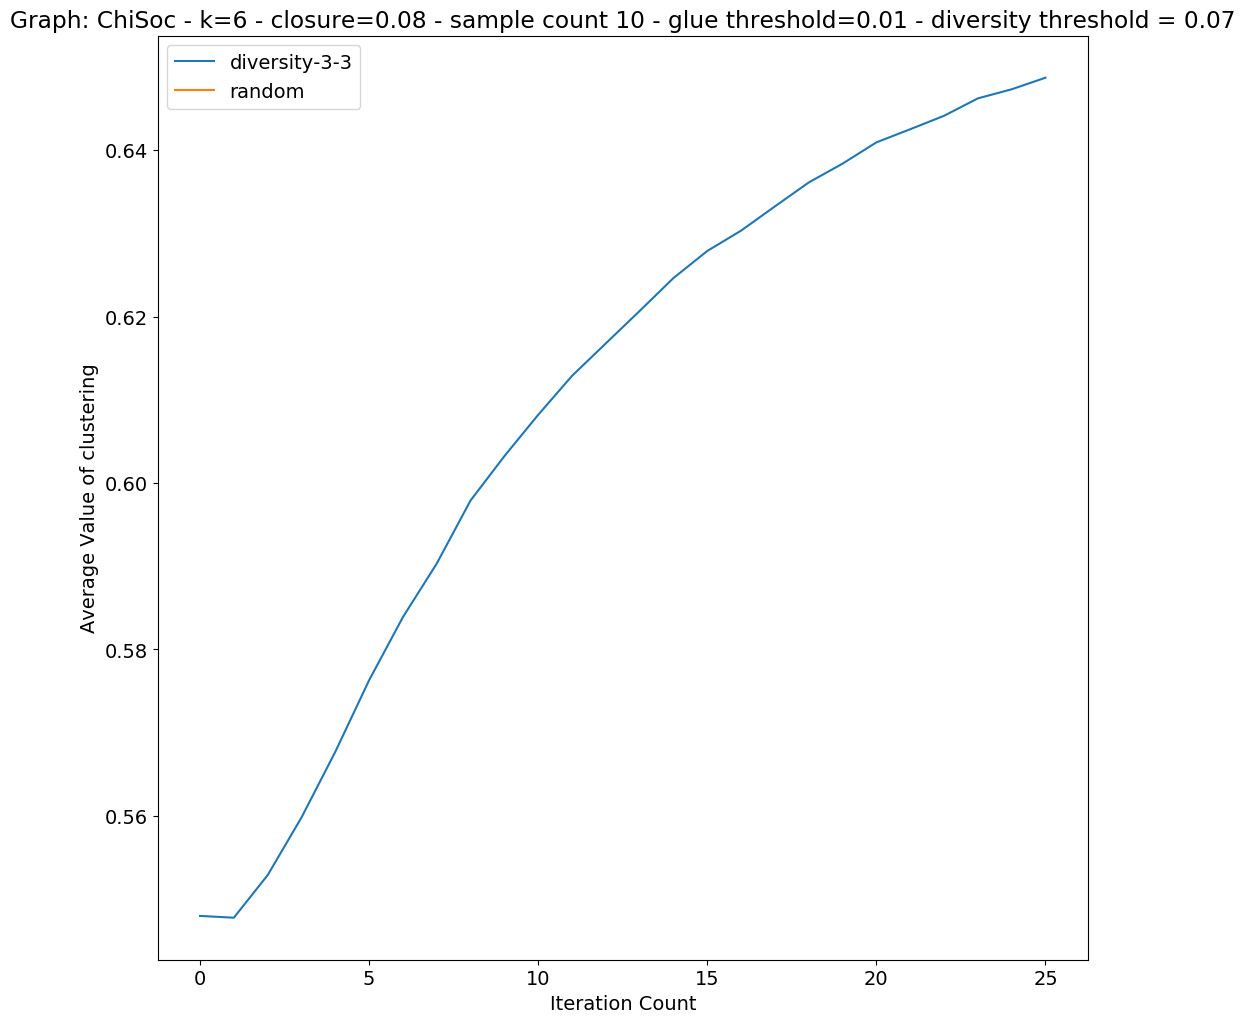 Graph: ChiSoc - k=6 - closure=0.08 - sample count 10 - glue threshold=0.01 - diversity threshold = 0.07
diversity-3-3
random
0.64
0.62
0.60
0.58
0.56
Average Value of clustering
0 5 10 15 20 25
Iteration Count